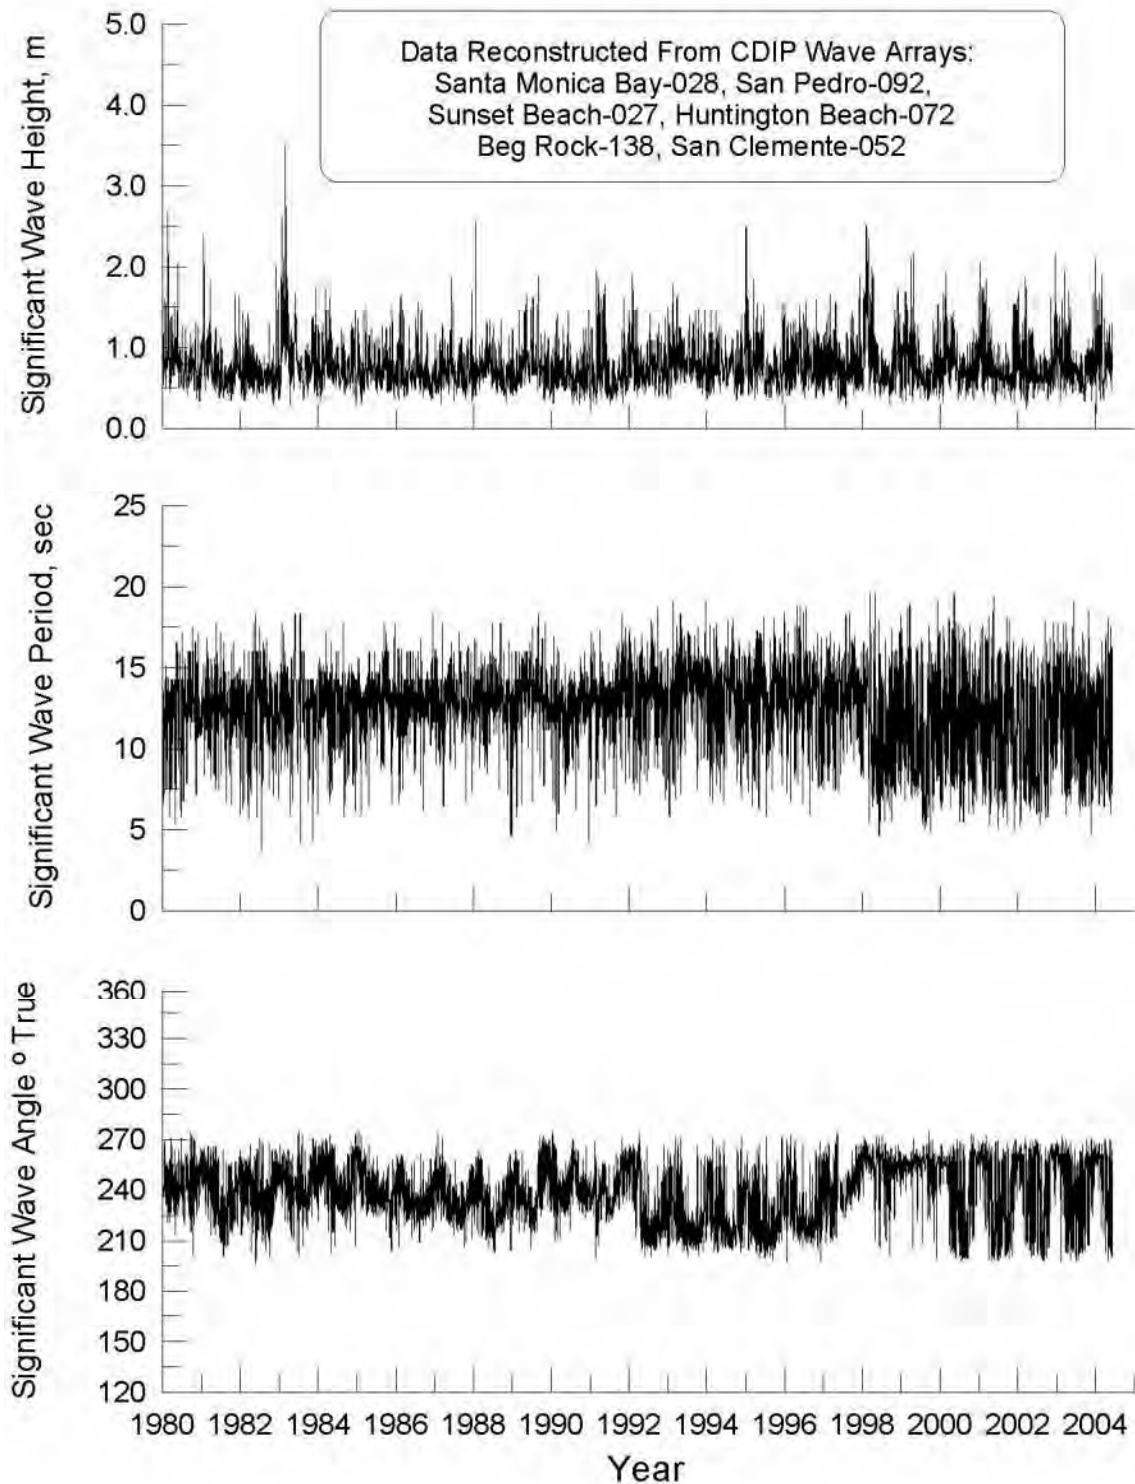 Significant Wave Height, m
5.0
4.0
3.0
2.0
1.0
0.0
Data Reconstructed From CDIP Wave Arrays:
Santa Monica Bay-028, San Pedro-092,
Sunset Beach-027, Huntington Beach-072
Beg Rock-138, San Clemente-052
Significant Wave Period, sec
25
20
15
10
5
0
Significant Wave Angle º True
360
330
300
270
240
210
180
150
120
1980 1982 1984 1986 1988 1990 1992 1994 1996 1998 2000 2002 2004
Year